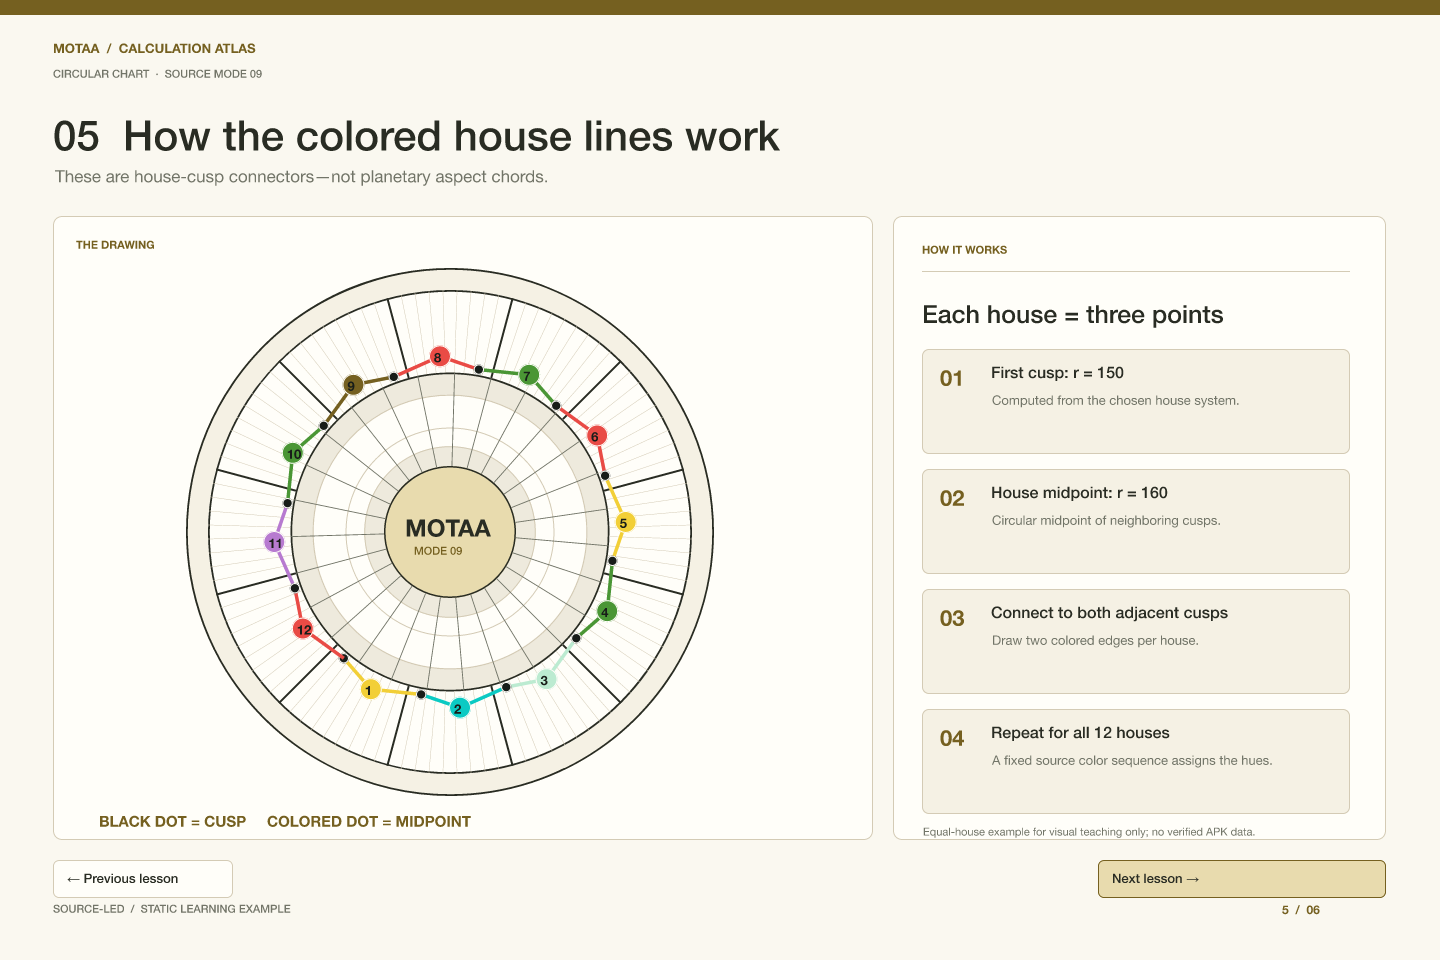 MOTAA / CALCULATION ATLAS
CIRCULAR CHART · SOURCE MODE 09
05 How the colored house lines work
These are house-cusp connectors—not planetary aspect chords.
THE DRAWING
8
7
9
6
10
5
MOTAA
11
MODE 09
4
12
3
1
2
BLACK DOT = CUSP COLORED DOT = MIDPOINT
HOW IT WORKS
Each house = three points
01 First cusp: r = 150
Computed from the chosen house system.
02 House midpoint: r = 160
Circular midpoint of neighboring cusps.
03 Connect to both adjacent cusps
Draw two colored edges per house.
04 Repeat for all 12 houses
A fixed source color sequence assigns the hues.
Equal-house example for visual teaching only; no verified APK data.
← Previous lesson
Next lesson →
SOURCE-LED / STATIC LEARNING EXAMPLE
5 / 06